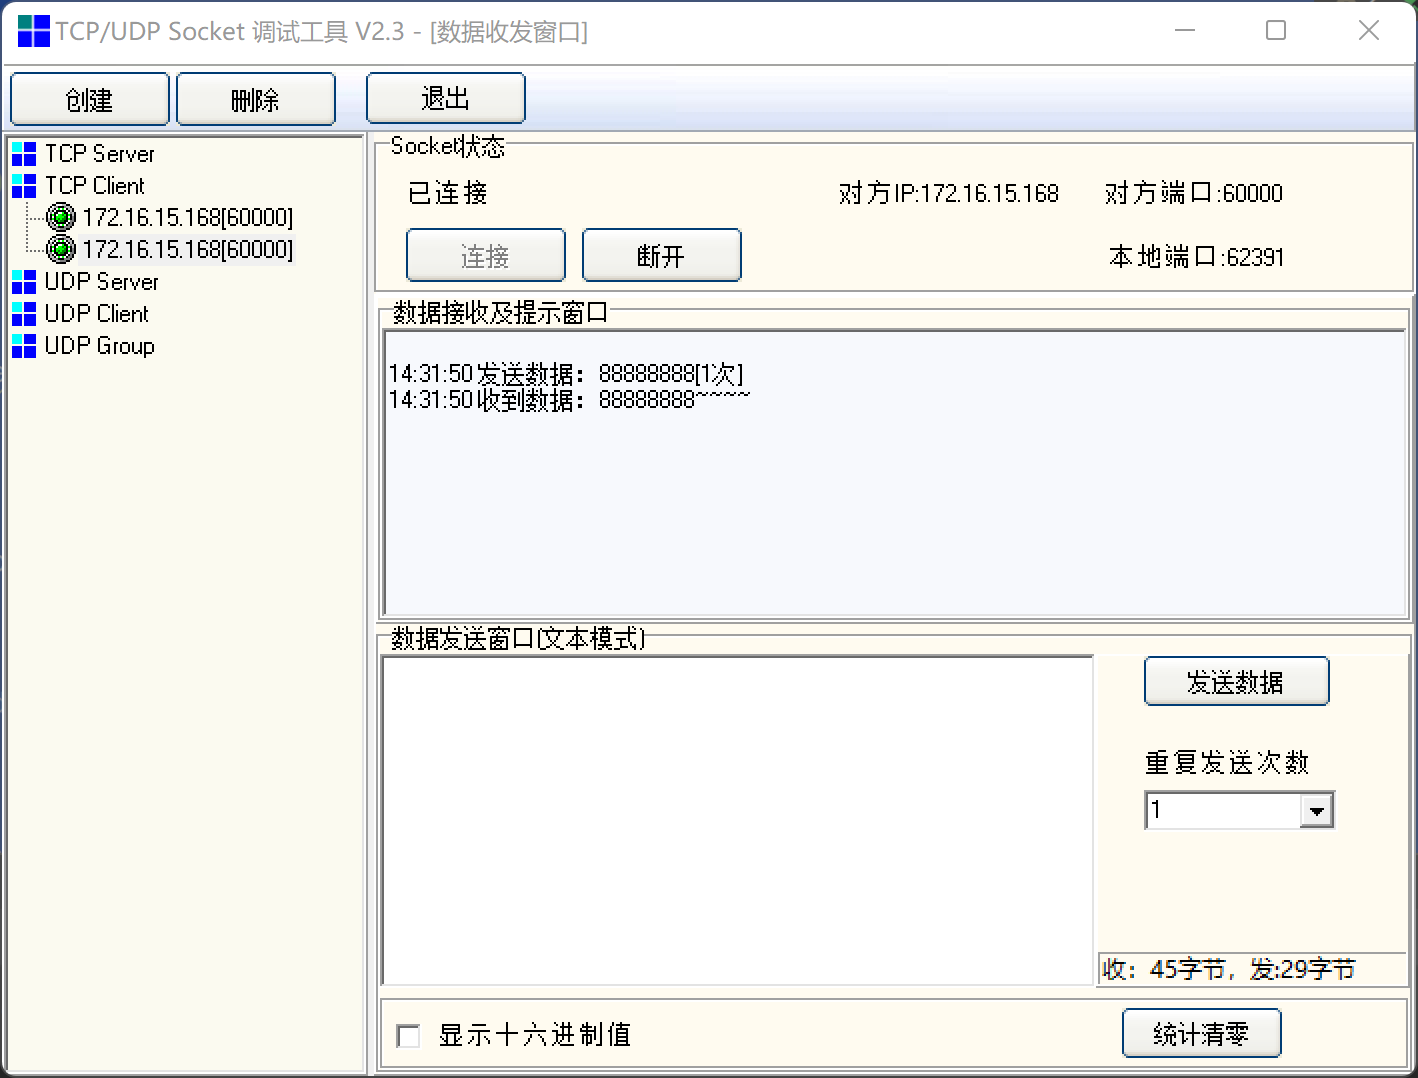 TCP/UDP Socket 调试工具 V2.3 - [数据收发窗口]
创建 删除 退出
TCP Server
TCP Client
172.16.15.168[60000]
172.16.15.168[60000]
UDP Server
UDP Client
UDP Group
Socket状态
已连接 对方IP:172.16.15.168 对方端口:60000
连接 断开 本地端口:62391
数据接收及提示窗口
14:31:50发送数据：88888888[1次]
14:31:50收到数据：88888888~~~~
数据发送窗口(文本模式)
发送数据
重复发送次数
1
收：45字节，发:29字节
显示十六进制值 统计清零